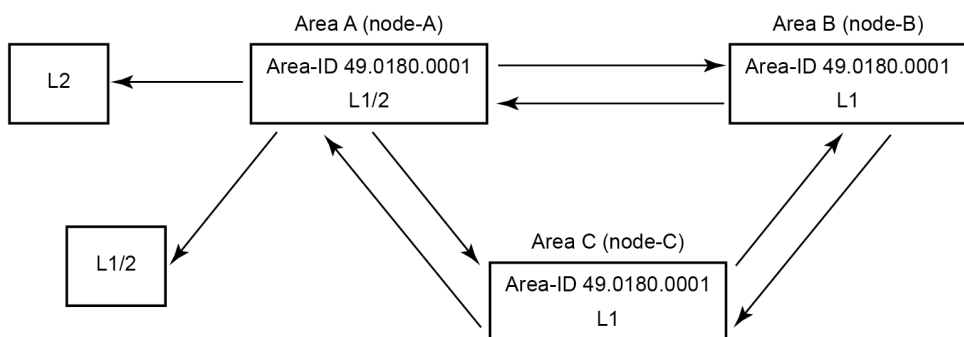 Area A (node-A)
Area B (node-B)
L2
Area-ID 49.0180.0001
L1/2
Area-ID 49.0180.0001
L1
L1/2
Area C (node-C)
Area-ID 49.0180.0001
L1